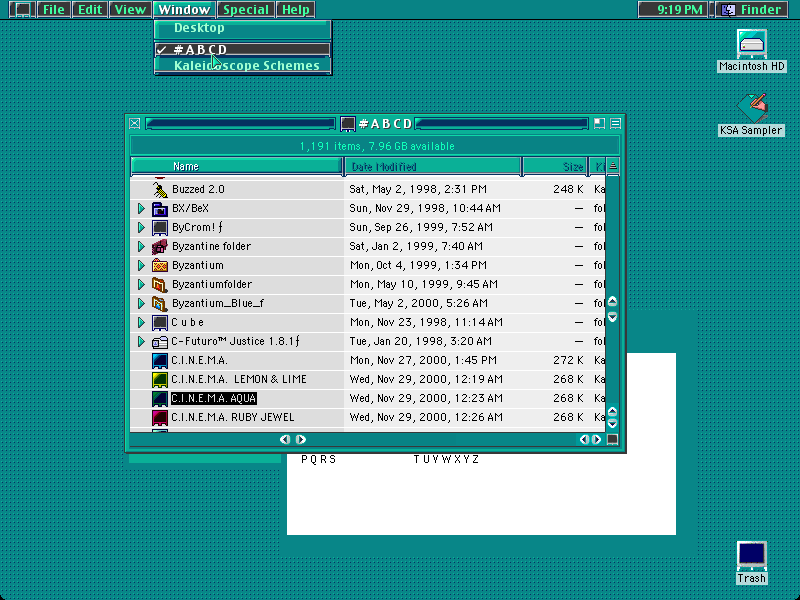 File Edit View Window Special Help 9:19 PM Finder
Desktop
✓ #ABCD
Kaleidoscope Schemes
Macintosh HD
KSA Sampler
#ABCD
1,191 items, 7.96 GB available
Name Date Modified Size Ki
Buzzed 2.0 Sat, May 2, 1998, 2:31 PM 248 K Ka
BX/BeX Sun, Nov 29, 1998, 10:44 AM — fol
ByCrom! ƒ Sun, Sep 26, 1999, 7:52 AM — fol
Byzantine folder Sat, Jan 2, 1999, 7:40 AM — fol
Byzantium Mon, Oct 4, 1999, 1:34 PM — fol
Byzantiumfolder Mon, May 10, 1999, 9:45 AM — fol
Byzantium_Blue_f Tue, May 2, 2000, 5:26 AM — fol
Cube Mon, Nov 23, 1998, 11:14 AM — fol
C-Futuro™ Justice 1.8.1ƒ Tue, Jan 20, 1998, 3:20 AM — fol
C.I.N.E.M.A. Mon, Nov 27, 2000, 1:45 PM 272 K Ka
C.I.N.E.M.A. LEMON & LIME Wed, Nov 29, 2000, 12:19 AM 268 K Ka
C.I.N.E.M.A. AQUA Wed, Nov 29, 2000, 12:23 AM 268 K Ka
C.I.N.E.M.A. RUBY JEWEL Wed, Nov 29, 2000, 12:26 AM 268 K Ka
PQRS TUVWXYZ
Trash